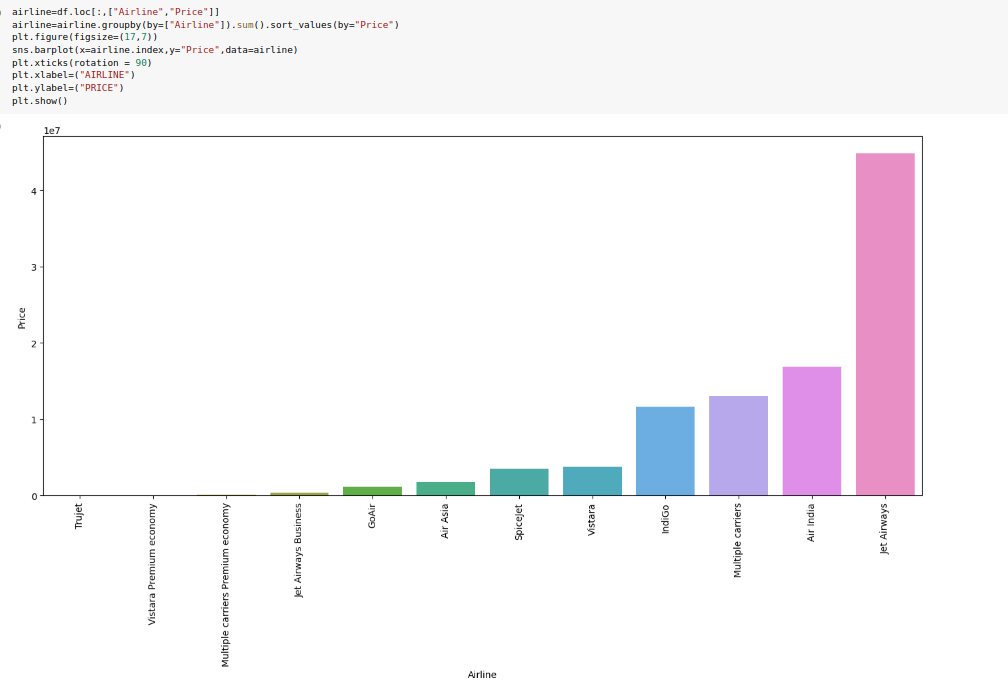 airline=df.loc[:,["Airline","Price"]]
airline=airline.groupby(by=["Airline"]).sum().sort_values(by="Price")
plt.figure(figsize=(17,7))
sns.barplot(x=airline.index,y="Price",data=airline)
plt.xticks(rotation = 90)
plt.xlabel=("AIRLINE")
plt.ylabel=("PRICE")
plt.show()
1e7
4
3
2
1
0
Price
Trujet
Vistara Premium economy
Multiple carriers Premium economy
Jet Airways Business
GoAir
Air Asia
SpiceJet
Vistara
IndiGo
Multiple carriers
Air India
Jet Airways
Airline